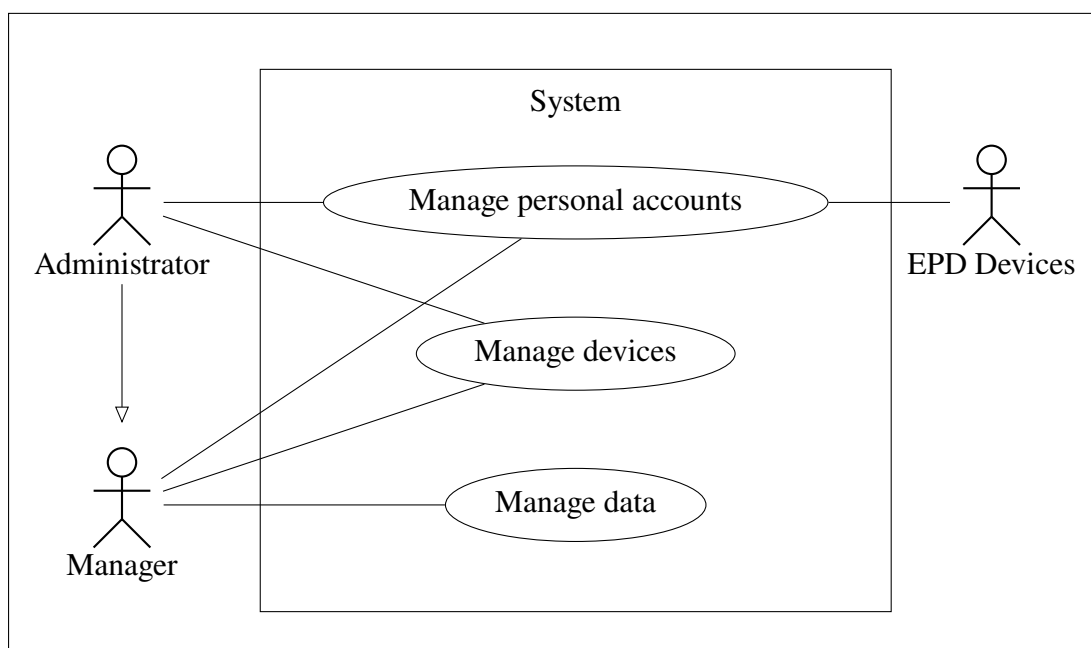 System
Manage personal accounts
Administrator
EPD Devices
Manage devices
Manage data
Manager